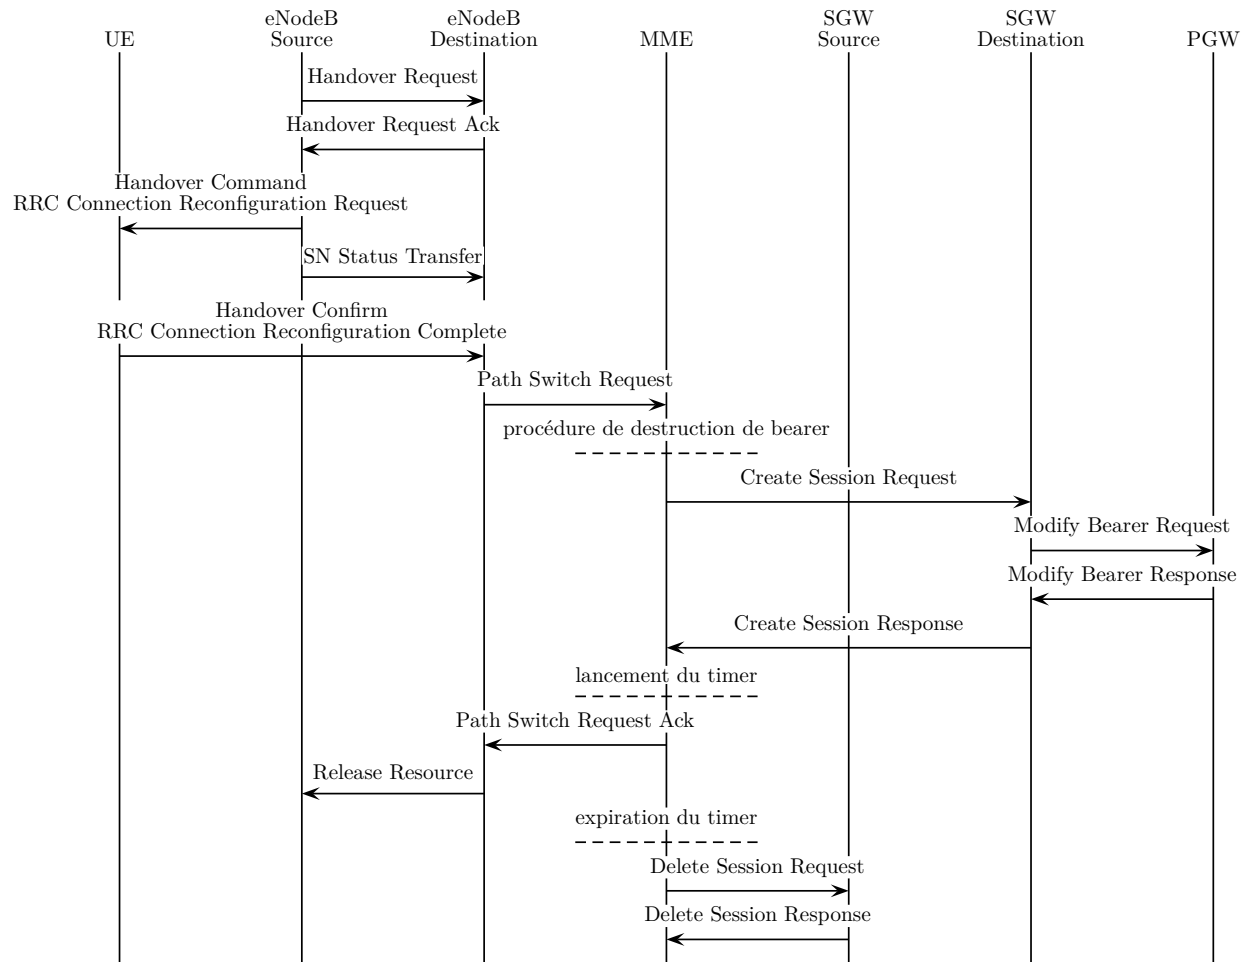 UE
eNodeB
Source
eNodeB
Destination
MME
SGW
Source
SGW
Destination
PGW
Handover Request
Handover Request Ack
Handover Command
RRC Connection Reconfiguration Request
SN Status Transfer
Handover Confirm
RRC Connection Reconfiguration Complete
Path Switch Request
procédure de destruction de bearer
Create Session Request
Modify Bearer Request
Modify Bearer Response
Create Session Response
lancement du timer
Path Switch Request Ack
Release Resource
expiration du timer
Delete Session Request
Delete Session Response